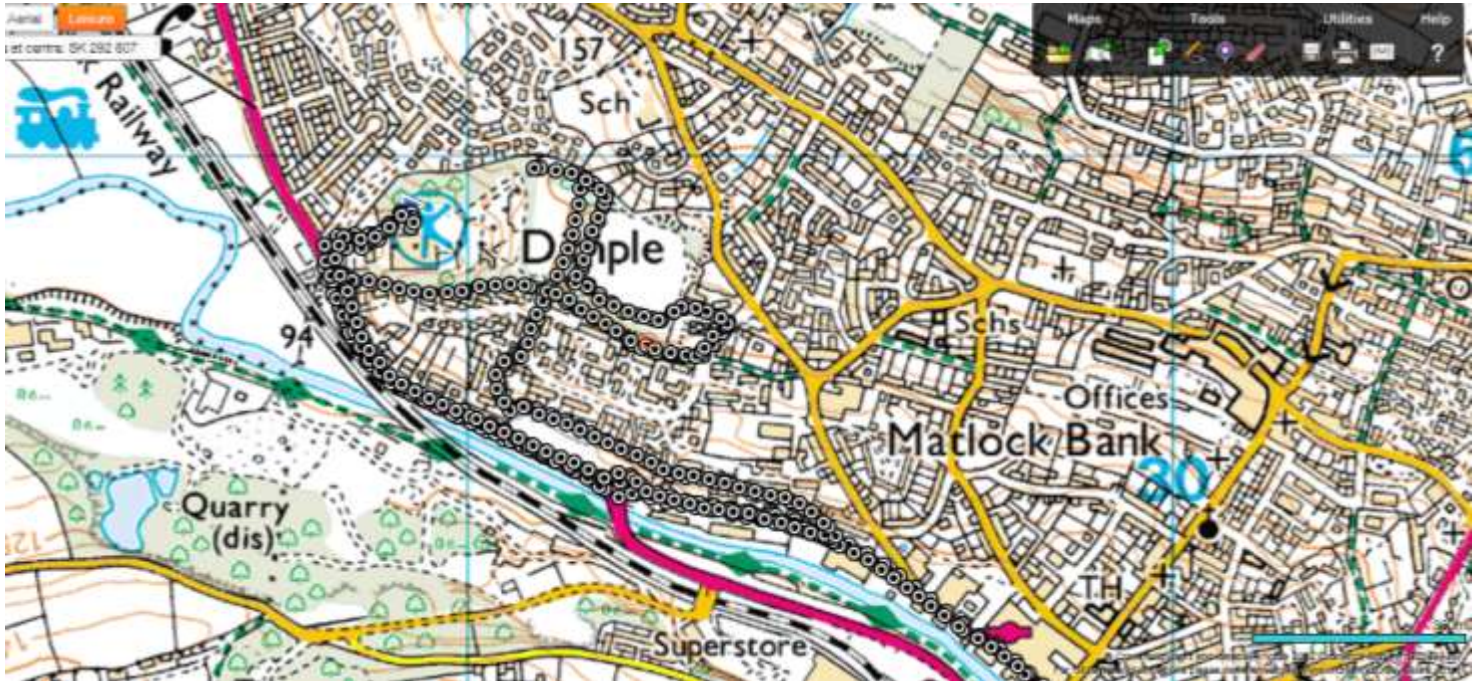 Aerial Leisure
Maps Tools Utilities Help
?
157
Sch
Railway
Dimple
94
Schs
Offices
Matlock Bank
30
Quarry
(dis)
TH
Superstore